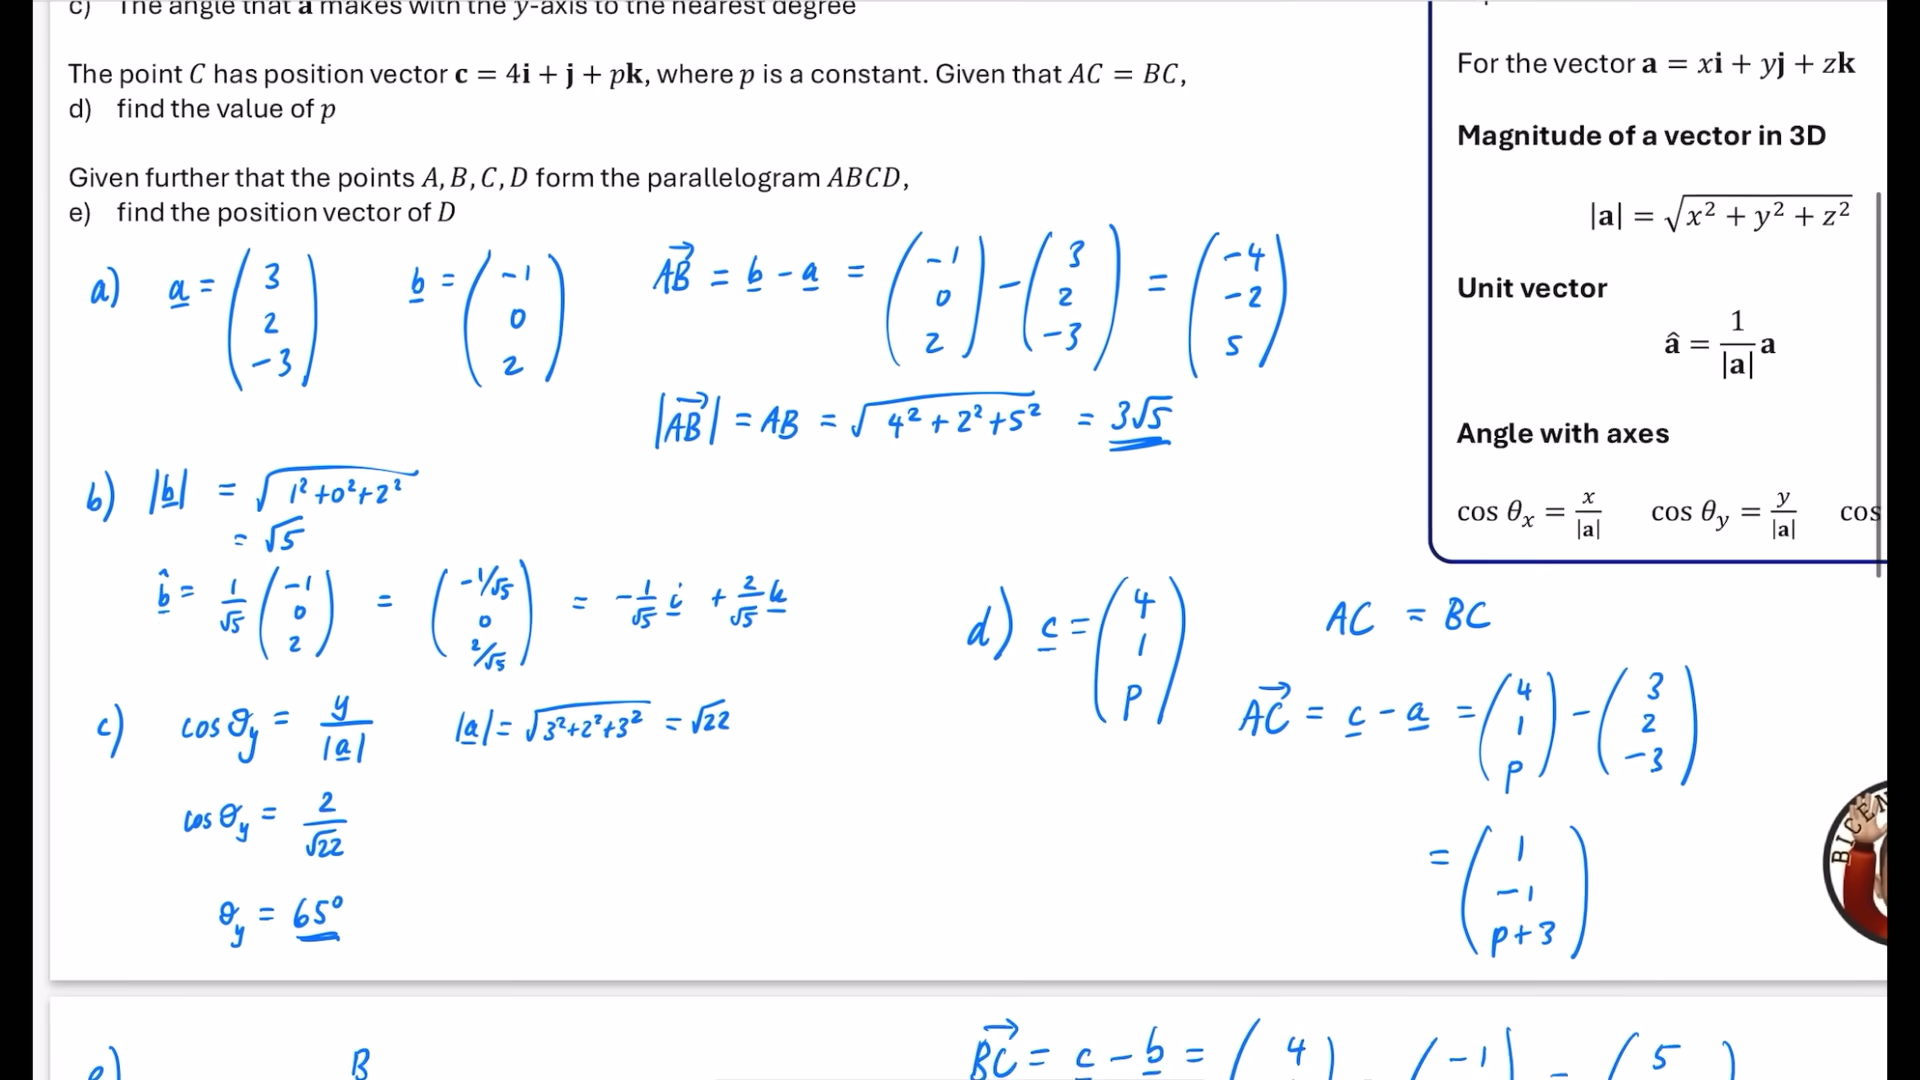 c) The angle that a makes with the y-axis to the nearest degree
The point C has position vector c = 4i + j + pk, where p is a constant. Given that AC = BC,
d) find the value of p
Given further that the points A, B, C, D form the parallelogram ABCD,
e) find the position vector of D
For the vector a = xi + yj + zk
Magnitude of a vector in 3D
|a| = √(x² + y² + z²)
Unit vector
â = 1/|a| a
Angle with axes
cos θx = x/|a| cos θy = y/|a| cos
a) a = (3 2 -3) b = (-1 0 2) AB→ = b - a = (-1 0 2) - (3 2 -3) = (-4 -2 5)
|AB→| = AB = √(4² + 2² + 5²) = 3√5
b) |b| = √(1² + 0² + 2²)
= √5
b̂ = 1/√5 (-1 0 2) = (-1/√5 0 2/√5) = -1/√5 i + 2/√5 k
c) cos θy = y/|a| |a| = √(3² + 2² + 3²) = √22
cos θy = 2/√22
θy = 65°
d) c = (4 1 p) AC = BC
AC→ = c - a = (4 1 p) - (3 2 -3)
= (1 -1 p+3)
BICEN
e) B
BC→ = c - b = (4 - (-1 = (5